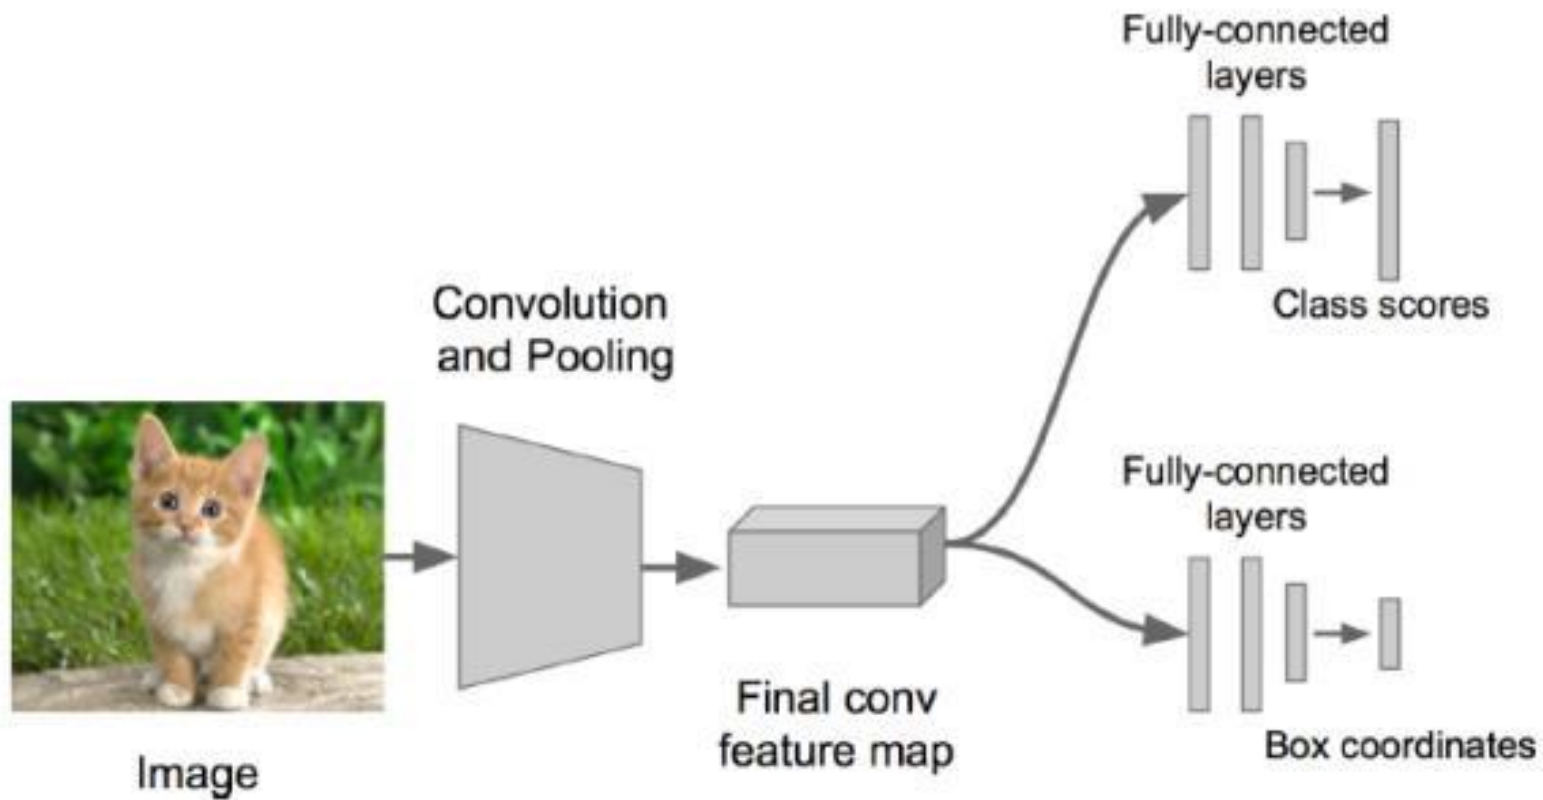 Fully-connected
layers
Class scores
Convolution
and Pooling
Fully-connected
layers
Final conv
feature map
Box coordinates
Image